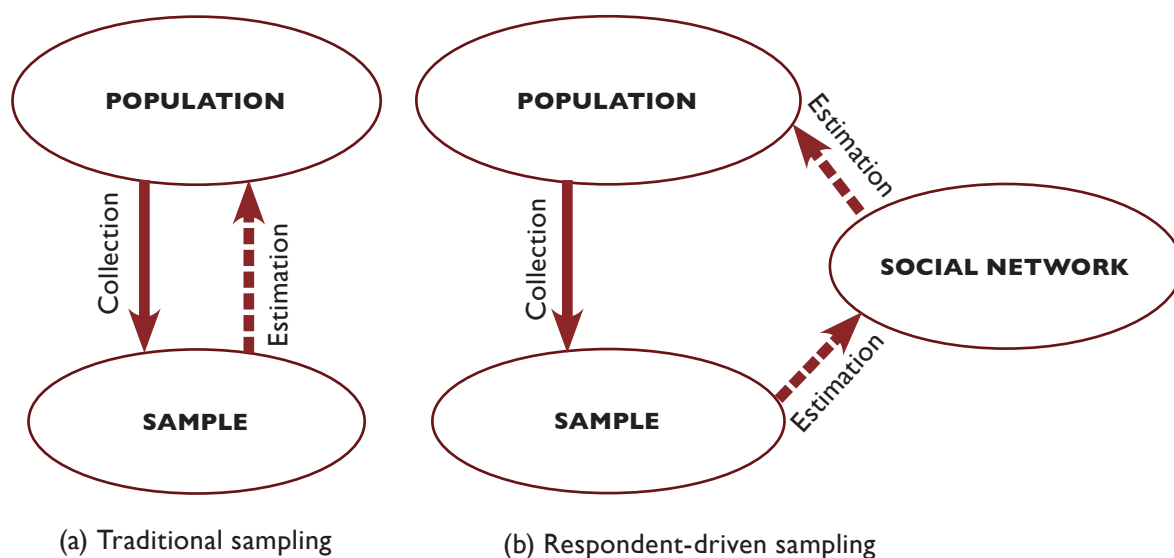 POPULATION
Collection
Estimation
SAMPLE
(a) Traditional sampling
POPULATION
Estimation
Collection
SOCIAL NETWORK
Estimation
SAMPLE
(b) Respondent-driven sampling